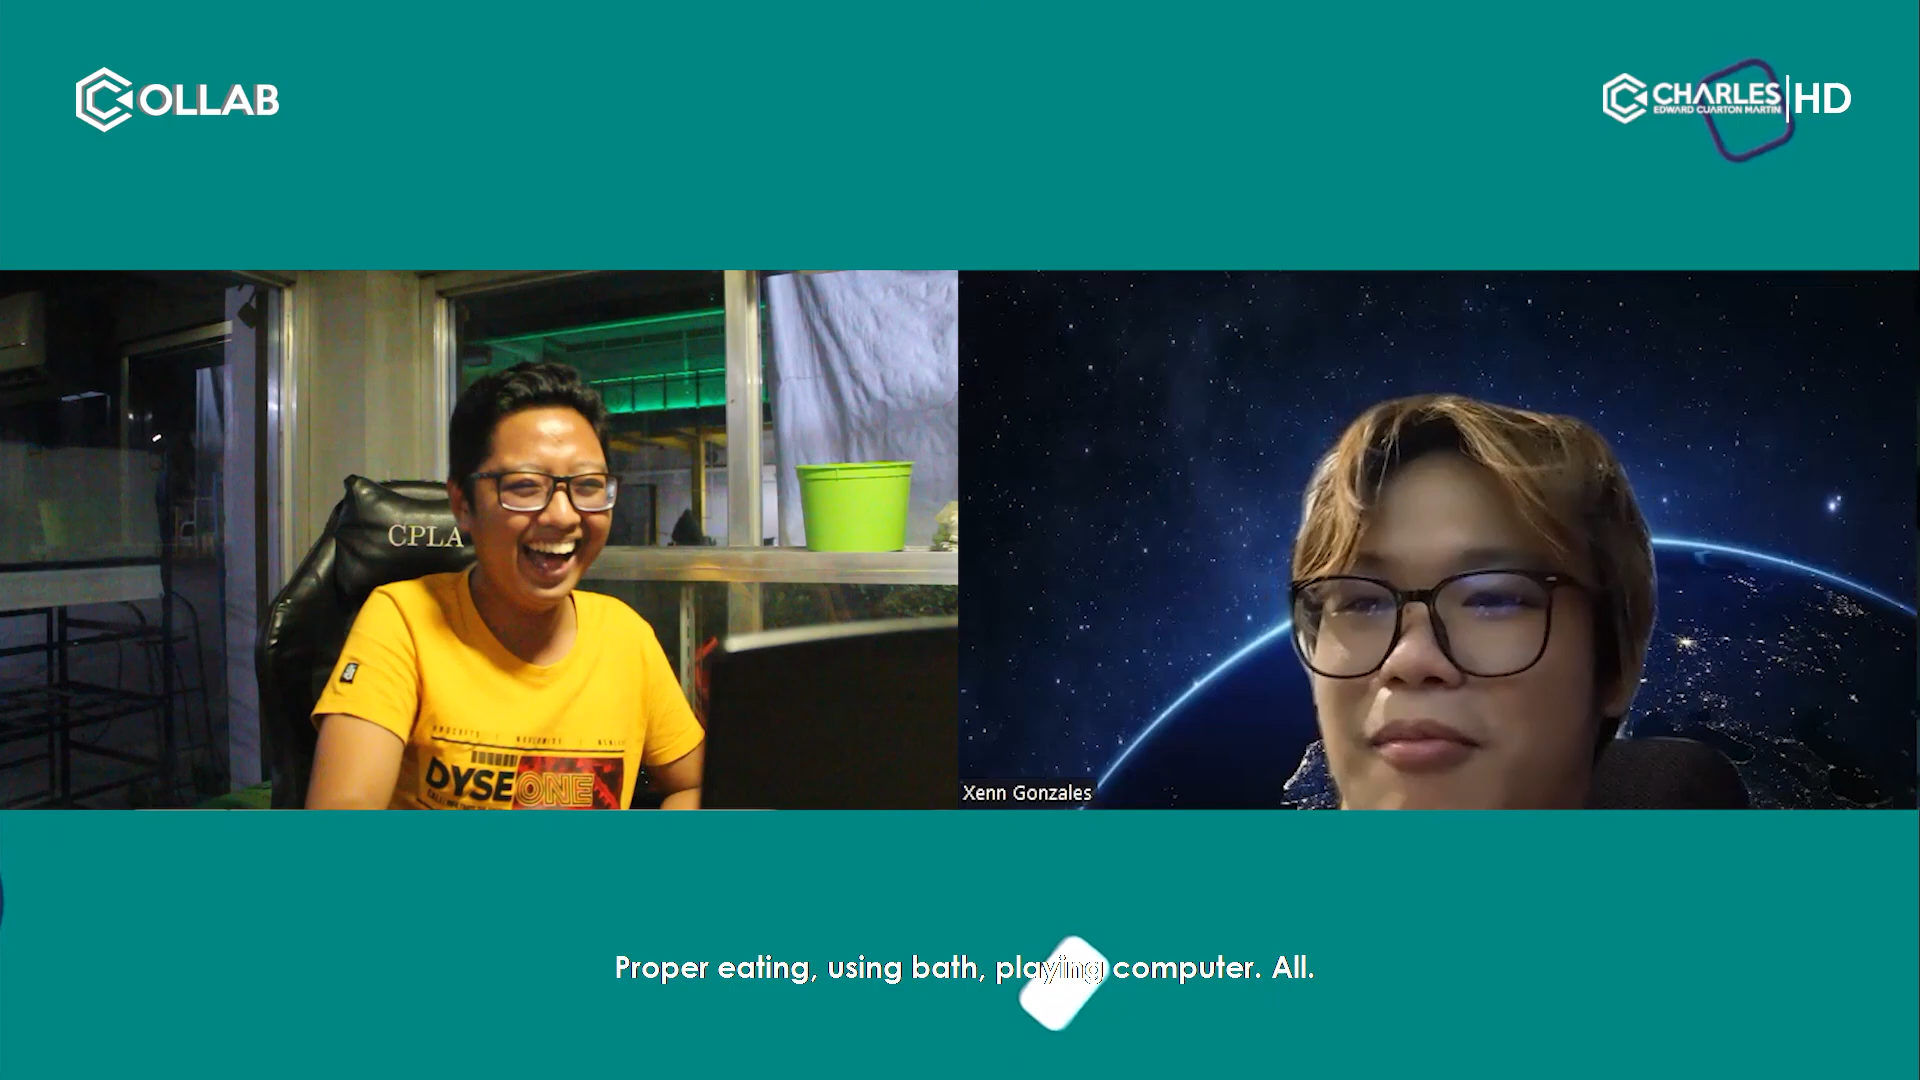 COLLAB
CHARLES HD
EDWARD CUARTON MARTIN
CPLA
DYSEONE
Xenn Gonzales
Proper eating, using bath, playing computer. All.